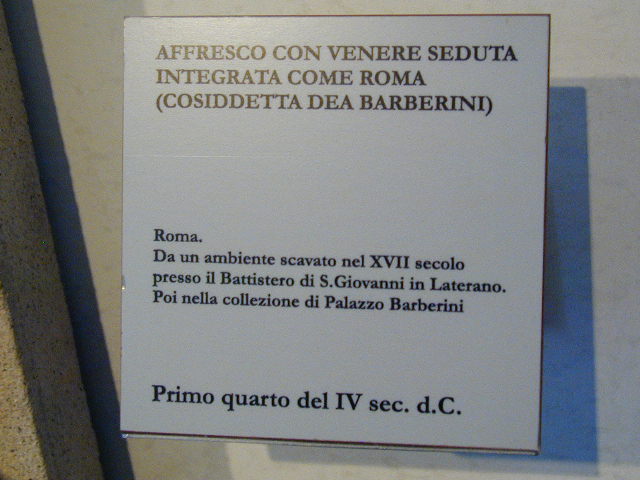 AFFRESCO CON VENERE SEDUTA
INTEGRATA COME ROMA
(COSIDDETTA DEA BARBERINI)
Roma.
Da un ambiente scavato nel XVII secolo
presso il Battistero di S.Giovanni in Laterano.
Poi nella collezione di Palazzo Barberini
Primo quarto del IV sec. d.C.